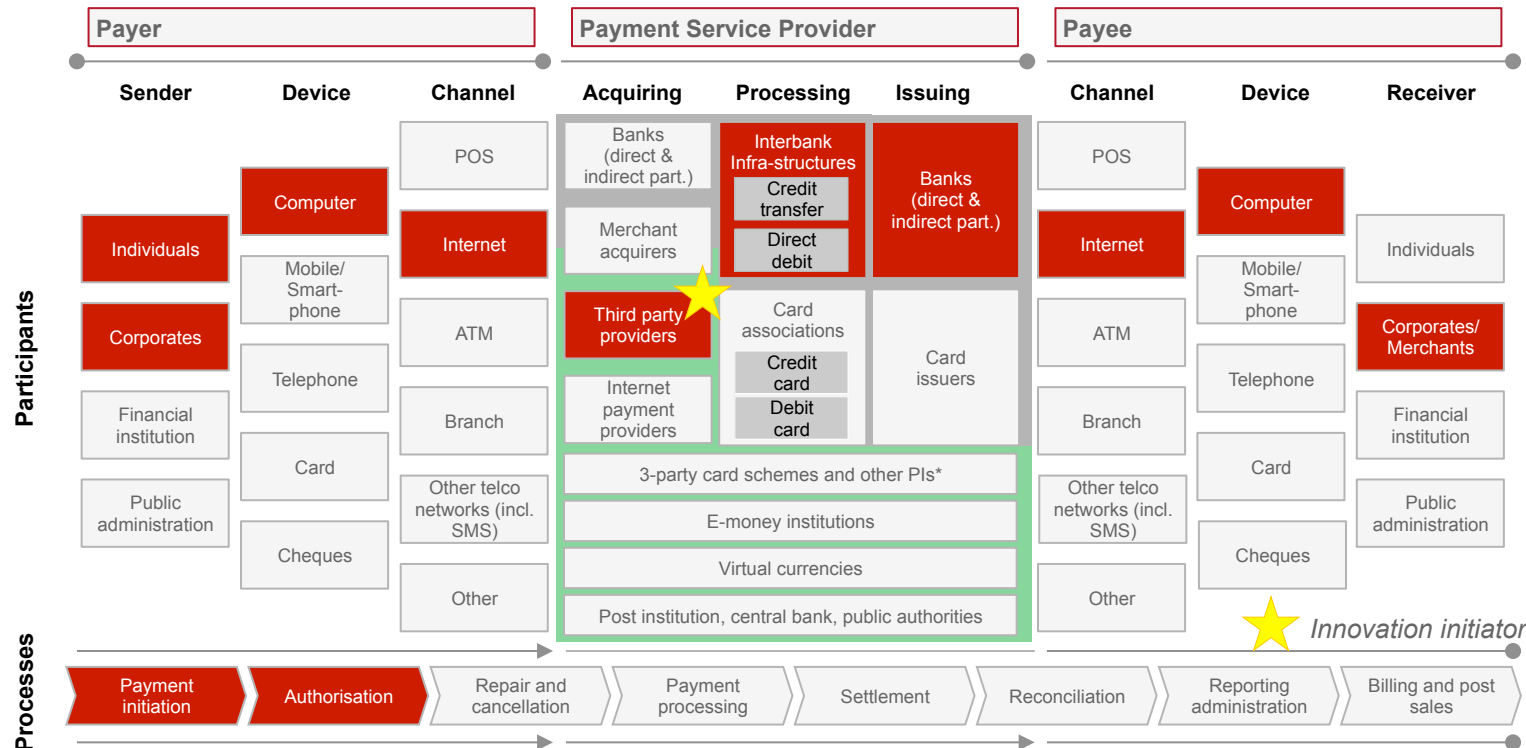 Payer
Payment Service Provider
Payee
Sender
Device
Channel
Acquiring
Processing
Issuing
Channel
Device
Receiver
Participants
Individuals
Corporates
Financial
institution
Public
administration
Computer
Mobile/
Smart-
phone
Telephone
Card
Cheques
POS
Internet
ATM
Branch
Other telco
networks (incl.
SMS)
Other
Banks
(direct &
indirect part.)
Merchant
acquirers
Third party
providers
Internet
payment
providers
Interbank
Infra-structures
Credit
transfer
Direct
debit
Card
associations
Credit
card
Debit
card
Banks
(direct &
indirect part.)
Card
issuers
3-party card schemes and other PIs*
E-money institutions
Virtual currencies
Post institution, central bank, public authorities
POS
Internet
ATM
Branch
Other telco
networks (incl.
SMS)
Other
Computer
Mobile/
Smart-
phone
Telephone
Card
Cheques
Individuals
Corporates/
Merchants
Financial
institution
Public
administration
Innovation initiator
Processes
Payment
initiation
Authorisation
Repair and
cancellation
Payment
processing
Settlement
Reconciliation
Reporting
administration
Billing and post
sales